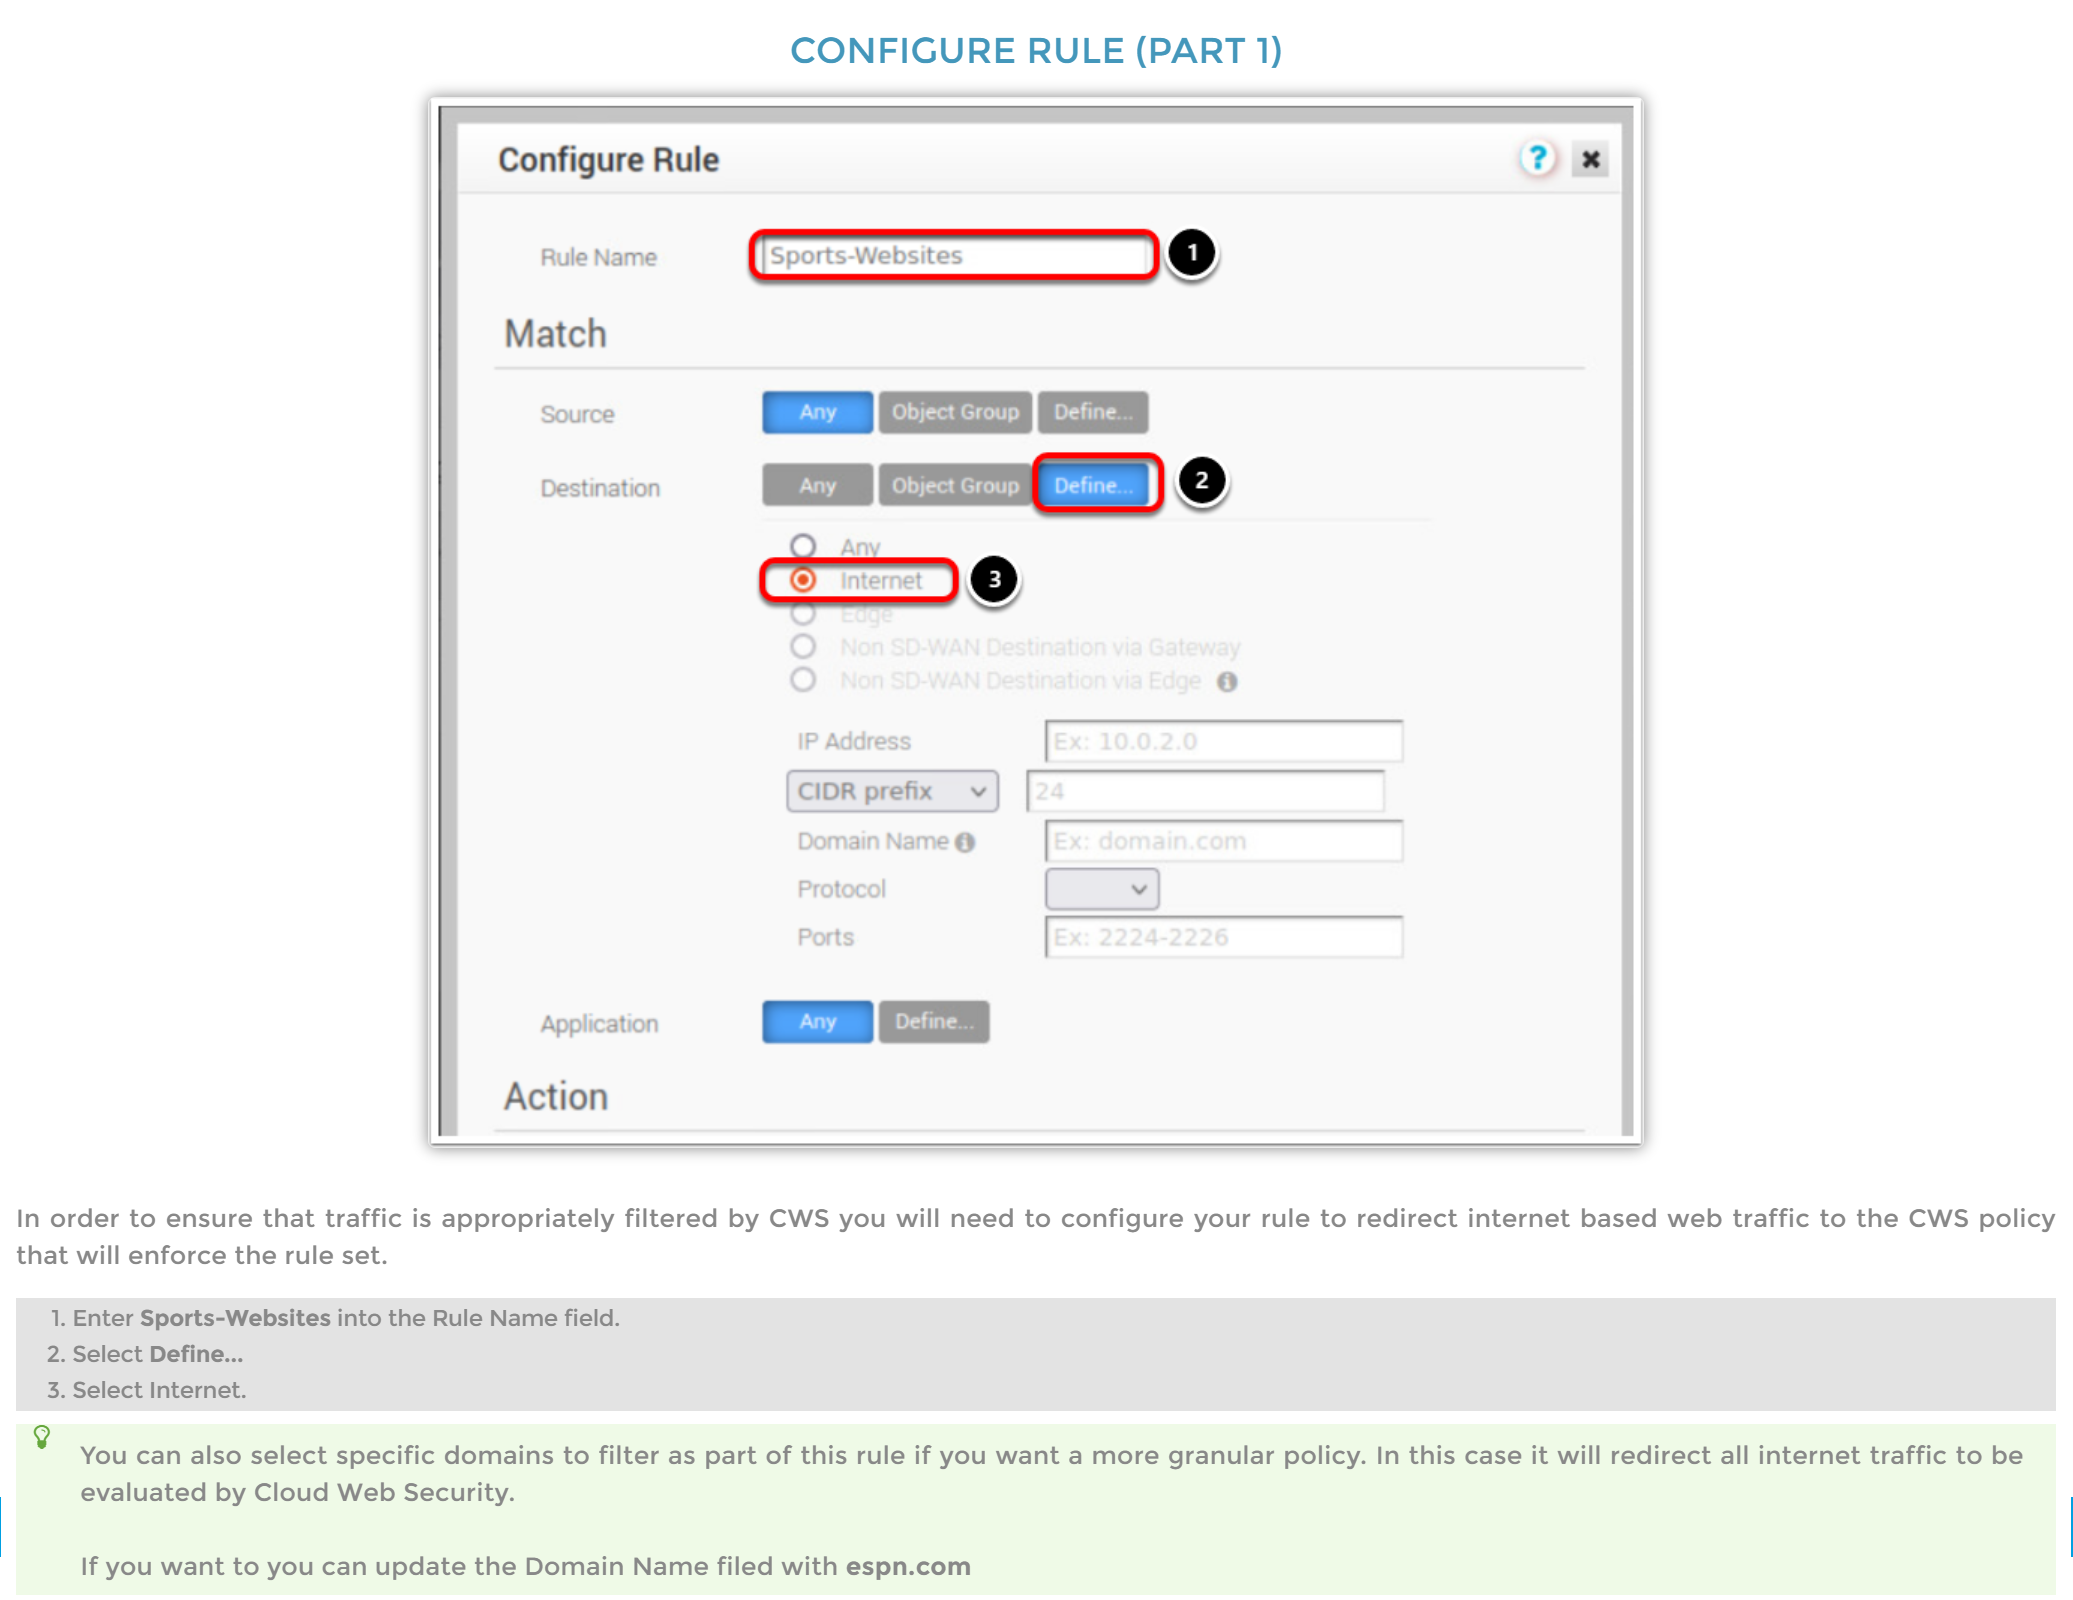 CONFIGURE RULE (PART 1)
Configure Rule
?
Rule Name
Sports-Websites
1
Match
Source
Any
Object Group
Define...
Destination
Any
Object Group
Define...
2
Any
Internet
3
Edge
Non SD-WAN Destination via Gateway
Non SD-WAN Destination via Edge
IP Address
Ex: 10.0.2.0
CIDR prefix
24
Domain Name
Ex: domain.com
Protocol
Ports
Ex: 2224-2226
Application
Any
Define...
Action
In order to ensure that traffic is appropriately filtered by CWS you will need to configure your rule to redirect internet based web traffic to the CWS policy
that will enforce the rule set.
1. Enter Sports-Websites into the Rule Name field.
2. Select Define...
3. Select Internet.
You can also select specific domains to filter as part of this rule if you want a more granular policy. In this case it will redirect all internet traffic to be
evaluated by Cloud Web Security.
If you want to you can update the Domain Name filed with espn.com